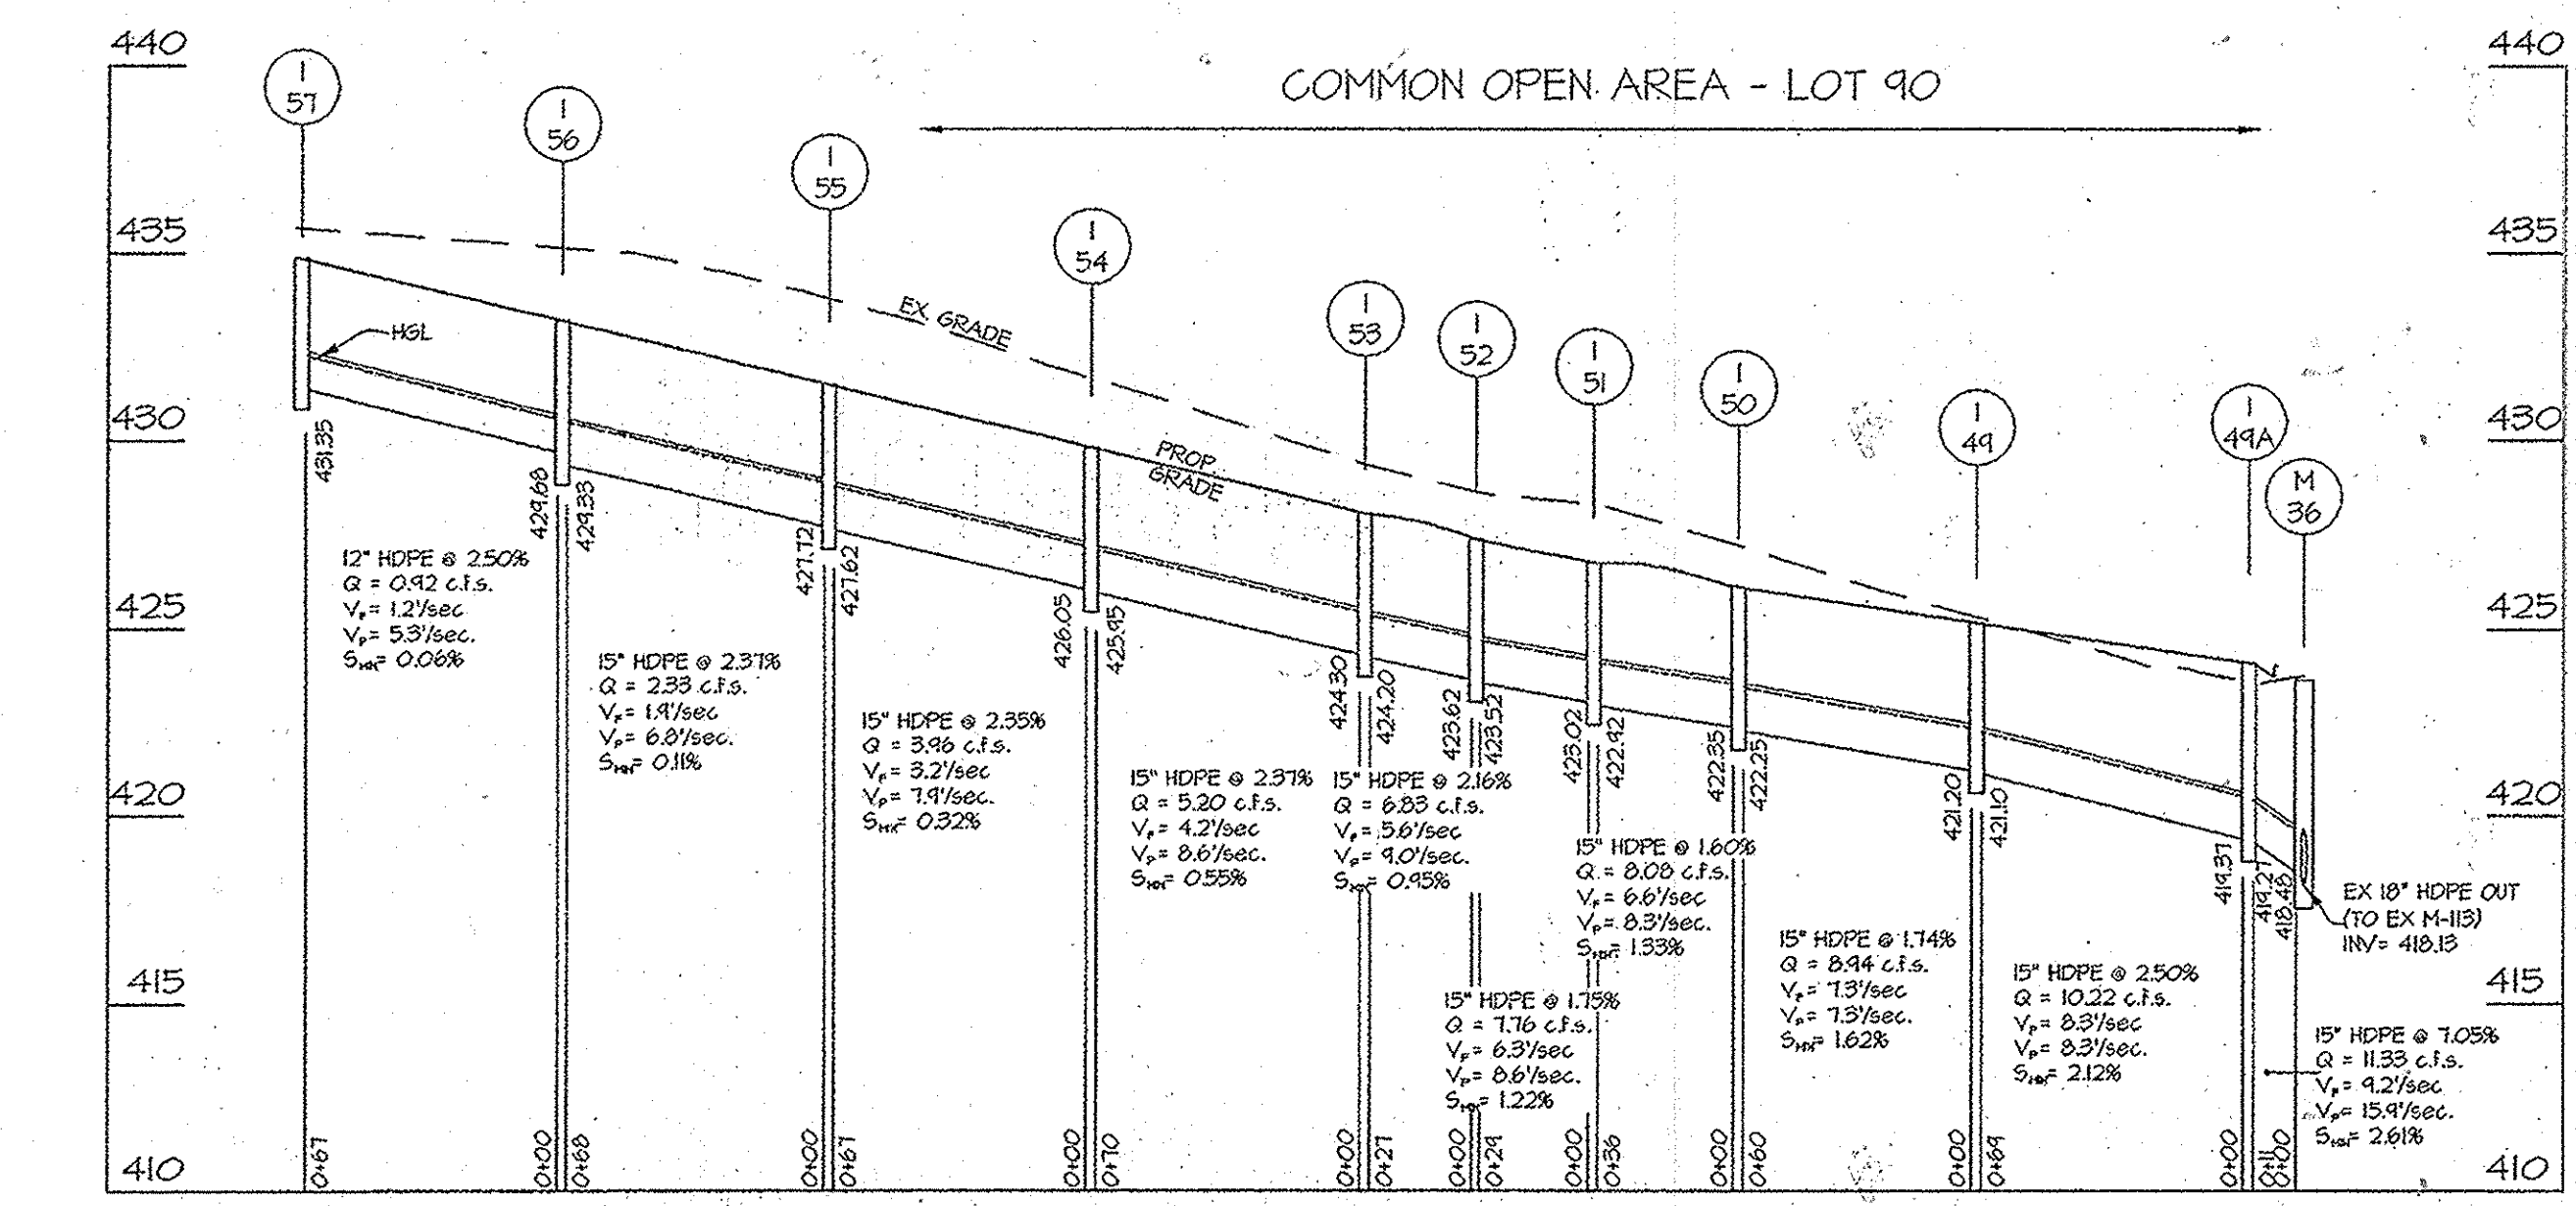 440
440
COMMON OPEN AREA - LOT 90
I
57
I
56
I
55
I
54
I
53
I
52
I
51
I
50
I
49
I
49A
M
36
435
435
EX. GRADE
HGL
PROP
GRADE
430
430
425
425
420
420
415
415
410
410
431.35
429.68
429.33
427.72
427.62
426.05
425.95
424.30
424.20
423.62
423.52
423.02
422.92
422.35
422.25
421.20
421.10
419.37
419.27
418.48
12" HDPE @ 2.50%
Q = 0.92 c.f.s.
VF= 1.2'/sec
VP= 5.3'/sec.
0.06%
15" HDPE @ 2.37%
Q = 2.33 c.f.s.
VF= 1.9'/sec
VP= 6.8'/sec.
0.11%
15" HDPE @ 2.35%
Q = 3.96 c.f.s.
VF= 3.2'/sec
VP= 7.9'/sec.
0.32%
15" HDPE @ 2.37%
Q = 5.20 c.f.s.
VF= 4.2'/sec
VP= 8.6'/sec.
0.55%
15" HDPE @ 2.16%
Q = 6.83 c.f.s.
VF= 5.6'/sec
VP= 9.0'/sec.
0.95%
15" HDPE @ 1.75%
Q = 7.76 c.f.s.
VF= 6.3'/sec
VP= 8.6'/sec.
1.22%
15" HDPE @ 1.60%
Q = 8.08 c.f.s.
VF= 6.6'/sec
VP= 8.3'/sec.
1.33%
15" HDPE @ 1.74%
Q = 8.94 c.f.s.
VF= 7.3'/sec
VP= 7.3'/sec.
1.62%
15" HDPE @ 2.50%
Q = 10.22 c.f.s.
VF= 8.3'/sec
VP= 8.3'/sec.
2.12%
15" HDPE @ 7.05%
Q = 11.33 c.f.s.
VF= 9.2'/sec
VP= 15.9'/sec.
2.61%
EX 18" HDPE OUT
(TO EX M-113)
INV= 418.13
0+67
0+00
0+68
0+00
0+67
0+00
0+70
0+00
0+27
0+00
0+29
0+00
0+36
0+00
0+60
0+00
0+69
0+00
0+11
0+00